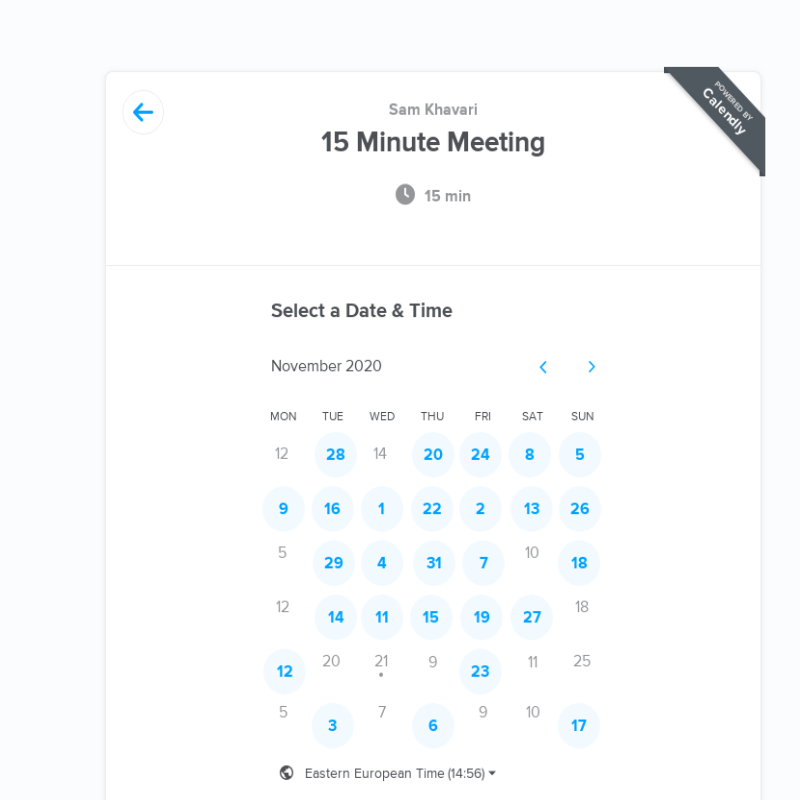 POWERED BY
Calendly
Sam Khavari
15 Minute Meeting
15 min
Select a Date & Time
November 2020
MON TUE WED THU FRI SAT SUN
12 28 14 20 24 8 5
9 16 1 22 2 13 26
5 29 4 31 7 10 18
12 14 11 15 19 27 18
12 20 21 9 23 11 25
5 3 7 6 9 10 17
Eastern European Time (14:56)